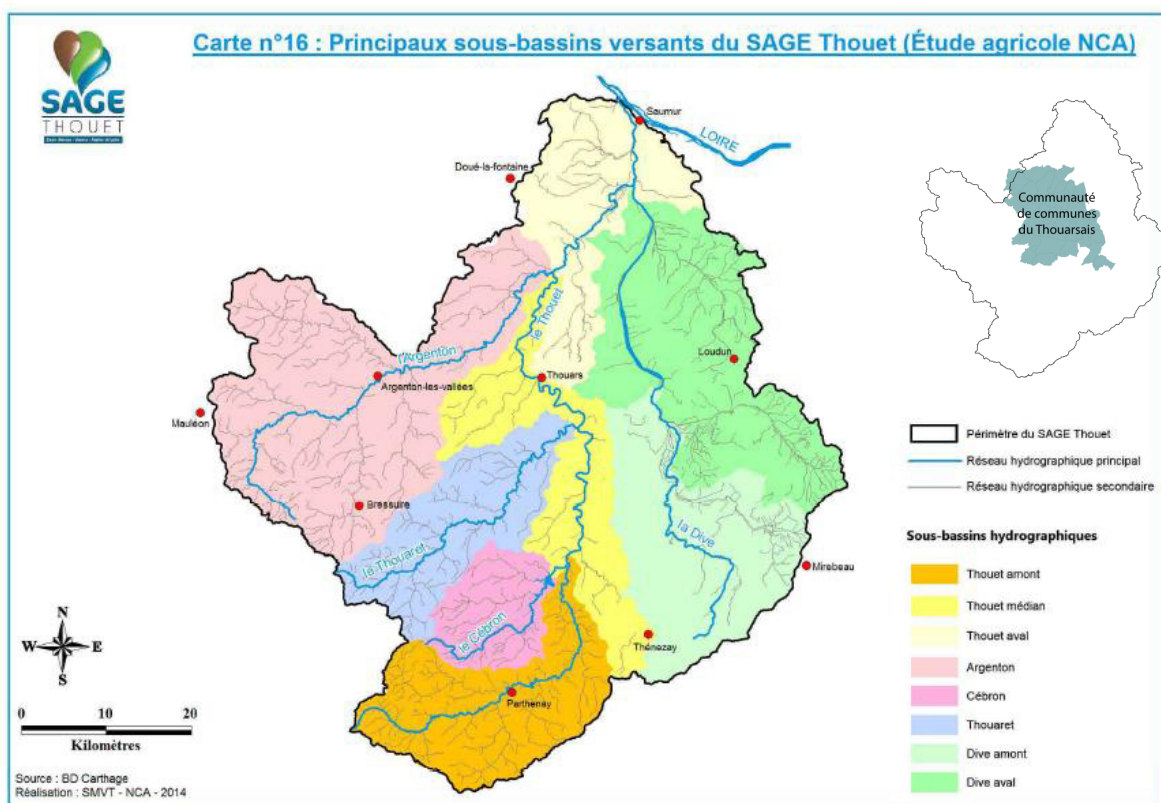 Carte n°16 : Principaux sous-bassins versants du SAGE Thouet (Étude agricole NCA)
SAGE
THOUET
Saumur
LOIRE
Doué-la-fontaine
Communauté
de communes
du Thouarsais
le Thouet
l'Argenton
Loudun
Thouars
Argenton-les-vallées
Mauléon
Périmètre du SAGE Thouet
Réseau hydrographique principal
Réseau hydrographique secondaire
Bressuire
la Dive
le Thouaret
Mirebeau
Sous-bassins hydrographiques
Thouet amont
Thouet médian
Thouet aval
Argenton
Cébron
Thouaret
Dive amont
Dive aval
le Cébron
Thénezay
Parthenay
N
W
E
S
0 10 20
Kilomètres
Source : BD Carthage
Réalisation : SMVT - NCA - 2014